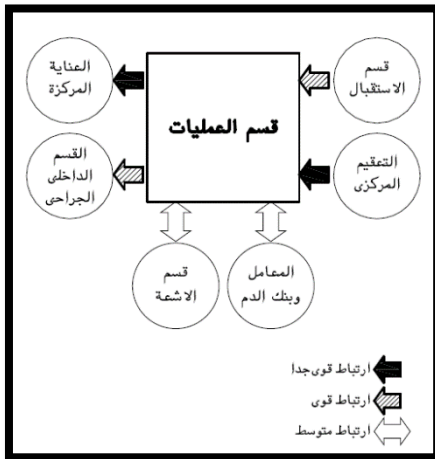 قسم
الاستقبال
العناية
المركزة
قسم العمليات
التعقيم
المركزى
القسم
الداخلى
الجراحى
المعامل
وبنك الدم
قسم
الاشعة
ارتباط قوى جدا
ارتباط قوى
ارتباط متوسط